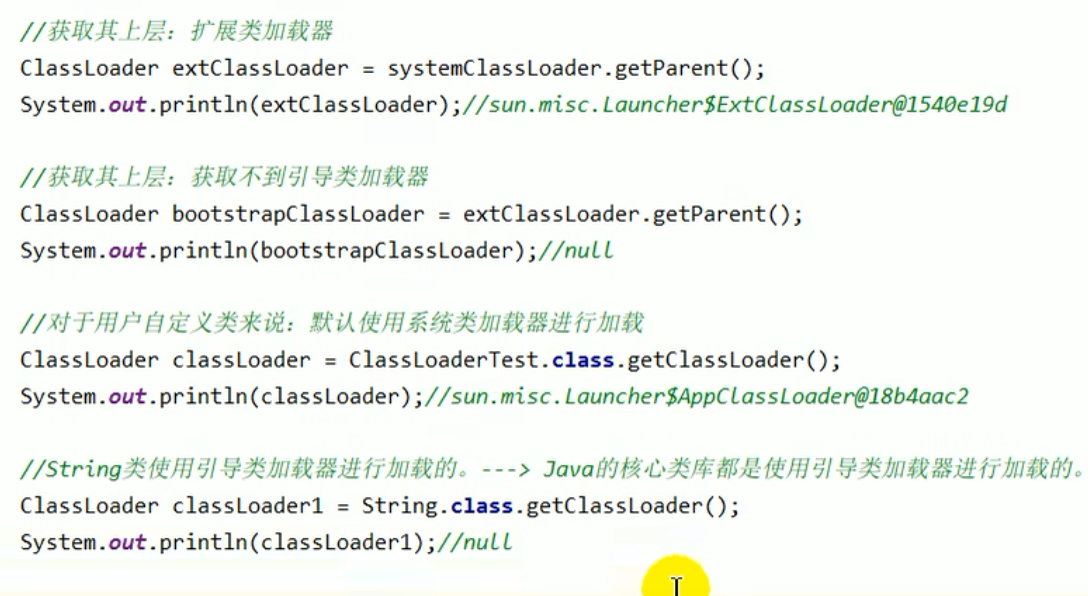 //获取其上层：扩展类加载器
ClassLoader extClassLoader = systemClassLoader.getParent();
System.out.println(extClassLoader);//sun.misc.Launcher$ExtClassLoader@1540e19d
//获取其上层：获取不到引导类加载器
ClassLoader bootstrapClassLoader = extClassLoader.getParent();
System.out.println(bootstrapClassLoader);//null
//对于用户自定义类来说：默认使用系统类加载器进行加载
ClassLoader classLoader = ClassLoaderTest.class.getClassLoader();
System.out.println(classLoader);//sun.misc.Launcher$AppClassLoader@18b4aac2
//String类使用引导类加载器进行加载的。---> Java的核心类库都是使用引导类加载器进行加载的。
ClassLoader classLoader1 = String.class.getClassLoader();
System.out.println(classLoader1);//null